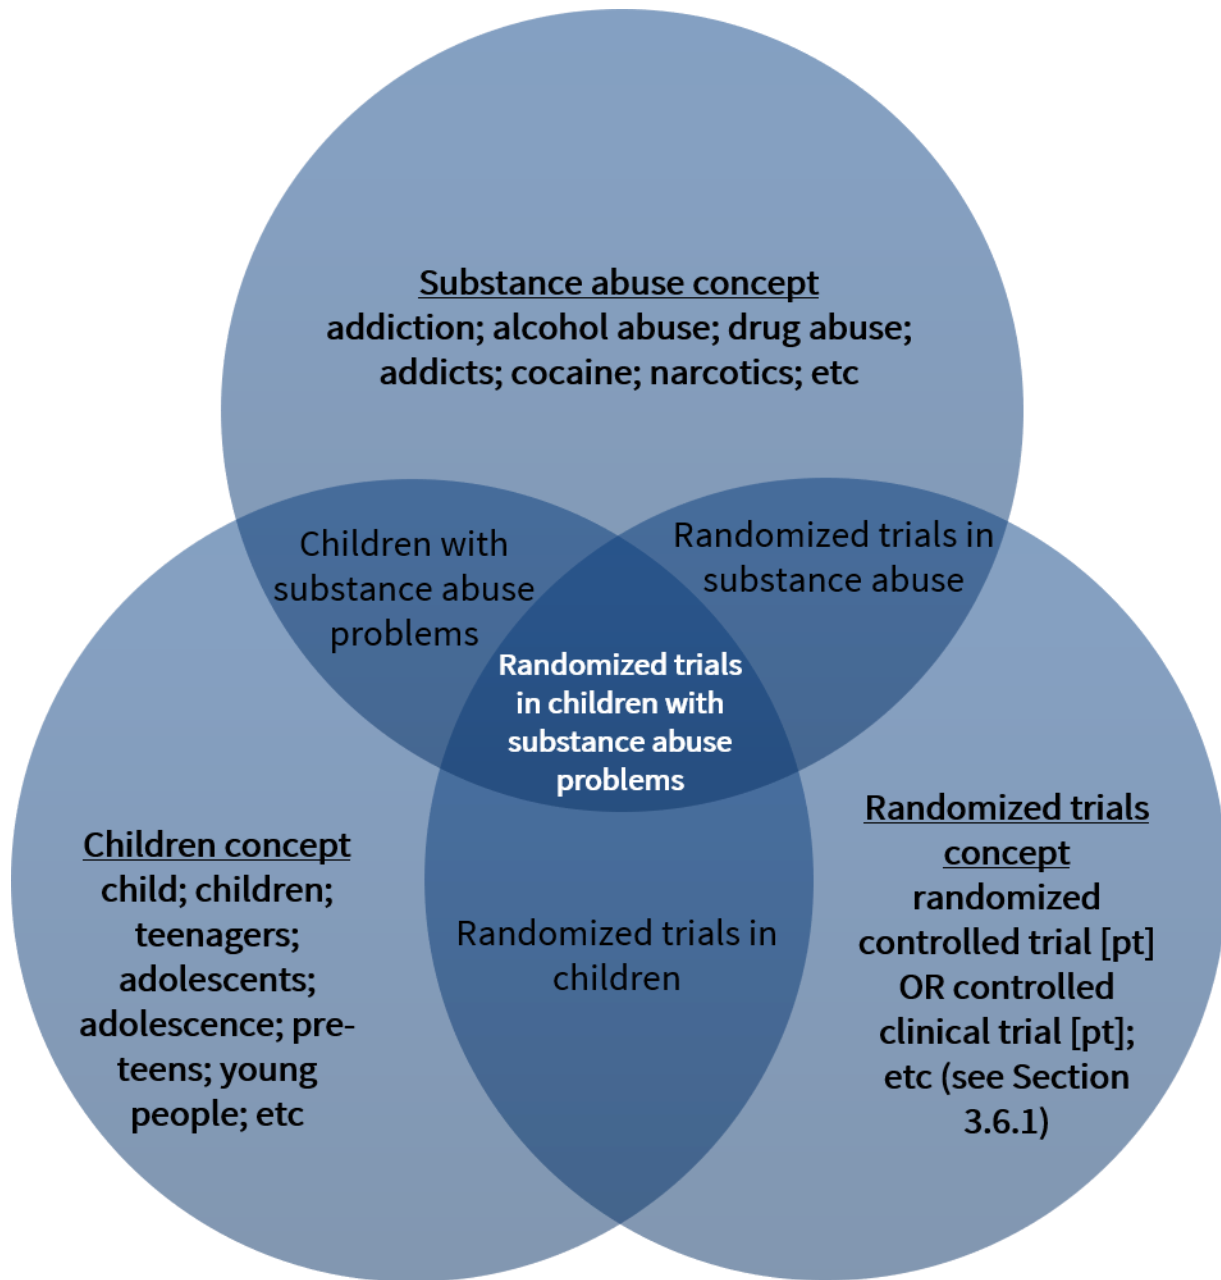 Substance abuse concept
addiction; alcohol abuse; drug abuse;
addicts; cocaine; narcotics; etc
Children with
substance abuse
problems
Randomized trials in
substance abuse
Randomized trials
in children with
substance abuse
problems
Children concept
child; children;
teenagers;
adolescents;
adolescence; pre-
teens; young
people; etc
Randomized trials in
children
Randomized trials
concept
randomized
controlled trial [pt]
OR controlled
clinical trial [pt];
etc (see Section
3.6.1)